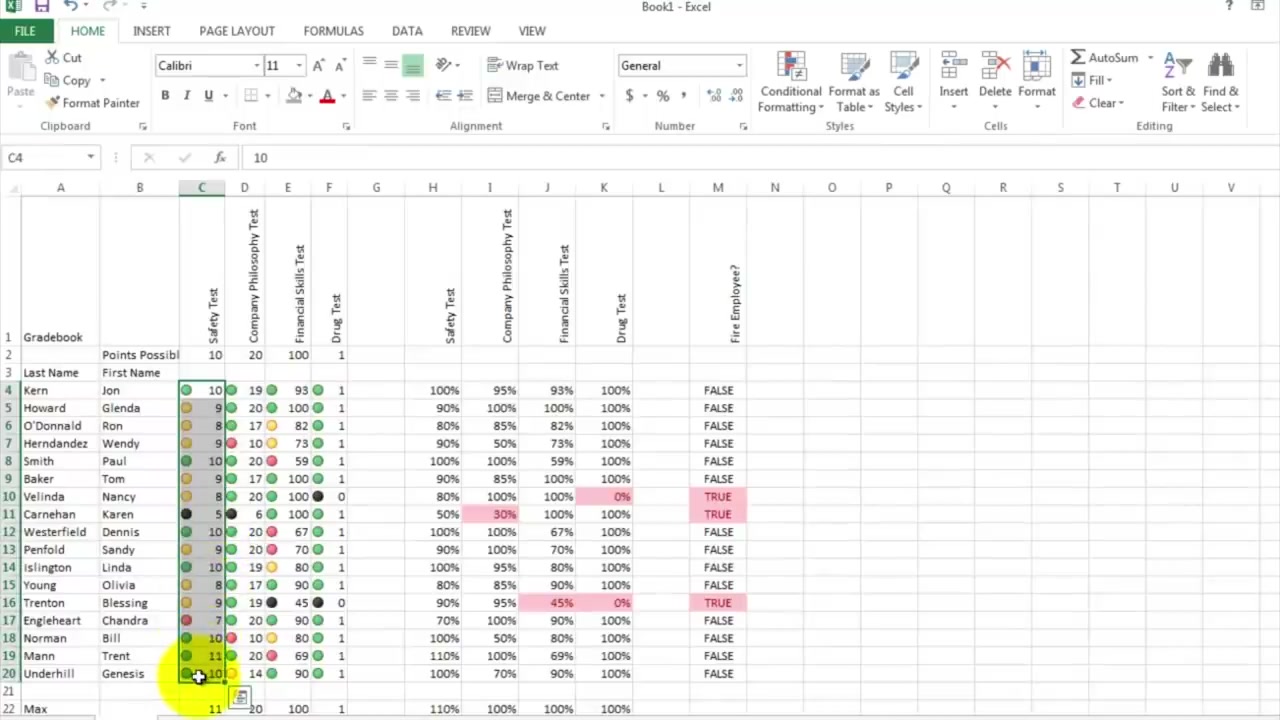 Book1 - Excel ?
FILE HOME INSERT PAGE LAYOUT FORMULAS DATA REVIEW VIEW
Paste Cut Copy Format Painter
Calibri 11
B I U A
Wrap Text
Merge & Center
General
$ % ,
Conditional Formatting Format as Table Cell Styles
Insert Delete Format
AutoSum Fill Clear
Sort & Filter Find & Select
Clipboard Font Alignment Number Styles Cells Editing
C4 fx 10
A B C D E F G H I J K L M N O P Q R S T U V
1 Gradebook Safety Test Company Philosophy Test Financial Skills Test Drug Test Safety Test Company Philosophy Test Financial Skills Test Drug Test Fire Employee?
2 Points Possibl 10 20 100 1
3 Last Name First Name
4 Kern Jon 10 19 93 1 100% 95% 93% 100% FALSE
5 Howard Glenda 9 20 100 1 90% 100% 100% 100% FALSE
6 O'Donnald Ron 8 17 82 1 80% 85% 82% 100% FALSE
7 Herndandez Wendy 9 10 73 1 90% 50% 73% 100% FALSE
8 Smith Paul 10 20 59 1 100% 100% 59% 100% FALSE
9 Baker Tom 9 17 100 1 90% 85% 100% 100% FALSE
10 Velinda Nancy 8 20 100 0 80% 100% 100% 0% TRUE
11 Carnehan Karen 5 6 100 1 50% 30% 100% 100% TRUE
12 Westerfield Dennis 10 20 67 1 100% 100% 67% 100% FALSE
13 Penfold Sandy 9 20 70 1 90% 100% 70% 100% FALSE
14 Islington Linda 10 19 80 1 100% 95% 80% 100% FALSE
15 Young Olivia 8 17 90 1 80% 85% 90% 100% FALSE
16 Trenton Blessing 9 19 45 0 90% 95% 45% 0% TRUE
17 Engleheart Chandra 7 20 90 1 70% 100% 90% 100% FALSE
18 Norman Bill 10 10 80 1 100% 50% 80% 100% FALSE
19 Mann Trent 11 20 69 1 110% 100% 69% 100% FALSE
20 Underhill Genesis 10 14 90 1 100% 70% 90% 100% FALSE
21
22 Max 11 20 100 1 110% 100% 100% 100%